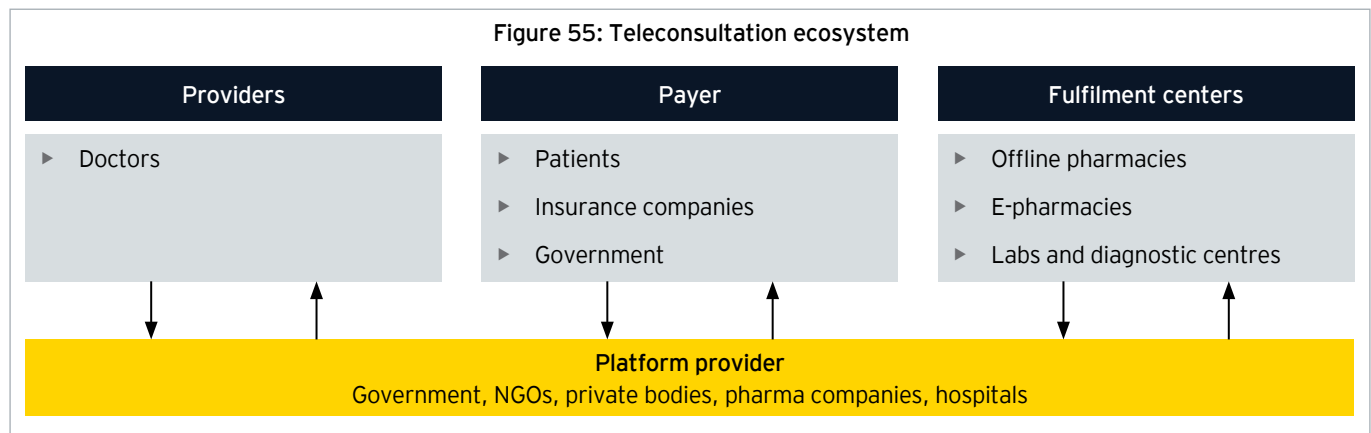 Figure 55: Teleconsultation ecosystem
Providers
Doctors
Payer
Patients
Insurance companies
Government
Fulfilment centers
Offline pharmacies
E-pharmacies
Labs and diagnostic centres
Platform provider
Government, NGOs, private bodies, pharma companies, hospitals